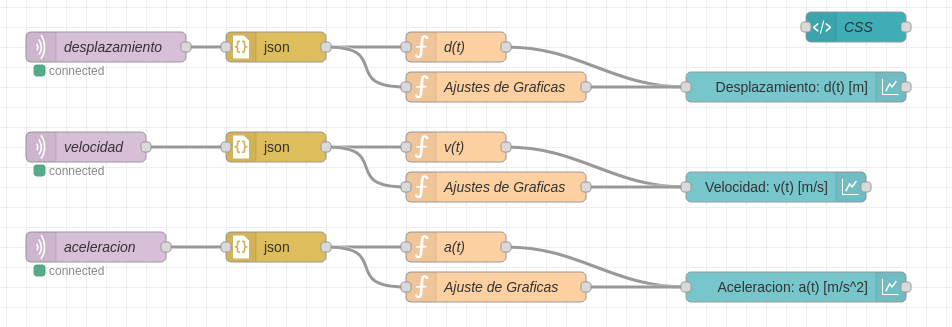 CSS
desplazamiento
json
d(t)
connected
Ajustes de Graficas
Desplazamiento: d(t) [m]
velocidad
json
v(t)
connected
Ajustes de Graficas
Velocidad: v(t) [m/s]
aceleracion
json
a(t)
connected
Ajuste de Graficas
Aceleracion: a(t) [m/s^2]